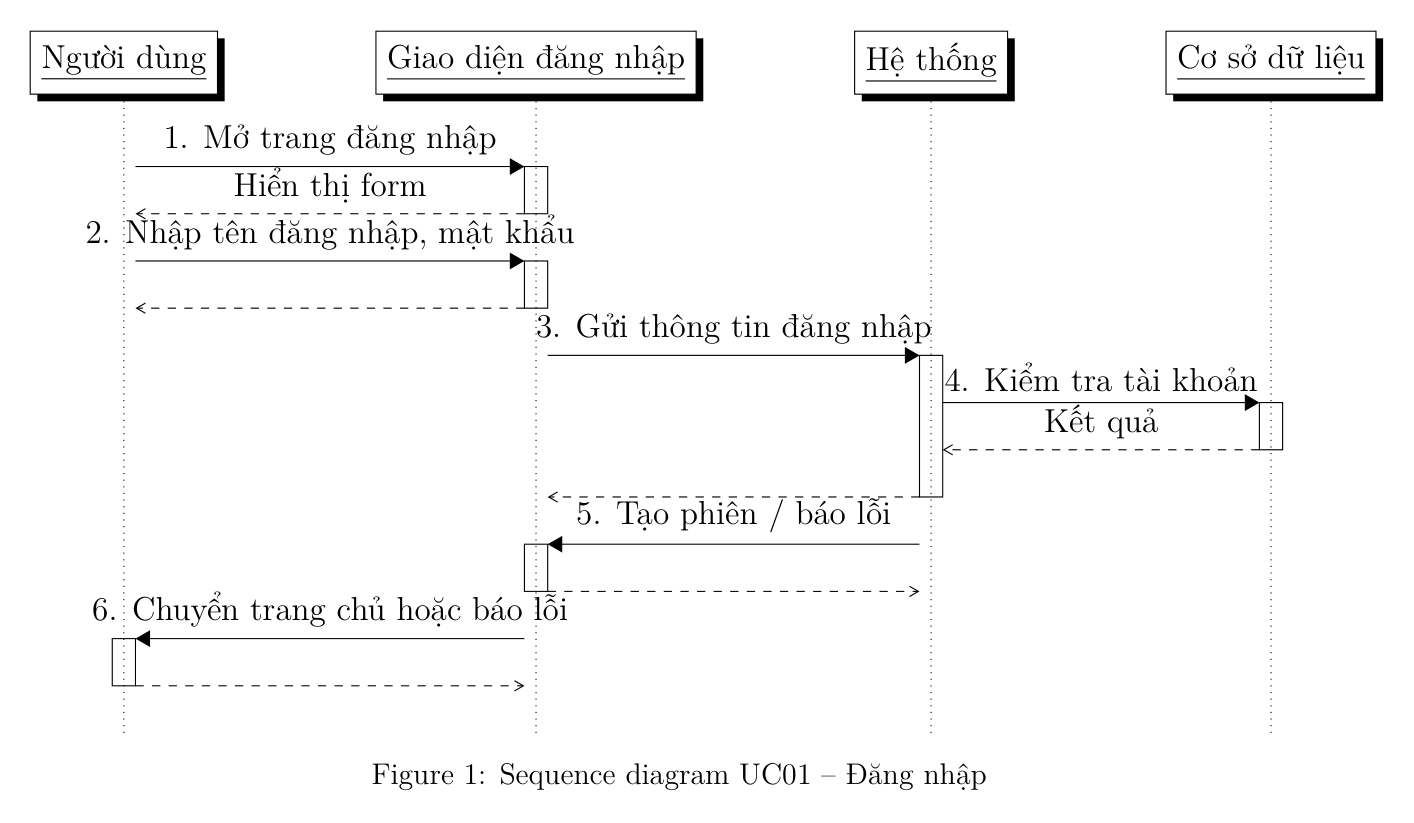 Người dùng
Giao diện đăng nhập
Hệ thống
Cơ sở dữ liệu
1. Mở trang đăng nhập
Hiển thị form
2. Nhập tên đăng nhập, mật khẩu
3. Gửi thông tin đăng nhập
4. Kiểm tra tài khoản
Kết quả
5. Tạo phiên / báo lỗi
6. Chuyển trang chủ hoặc báo lỗi
Figure 1: Sequence diagram UC01 – Đăng nhập